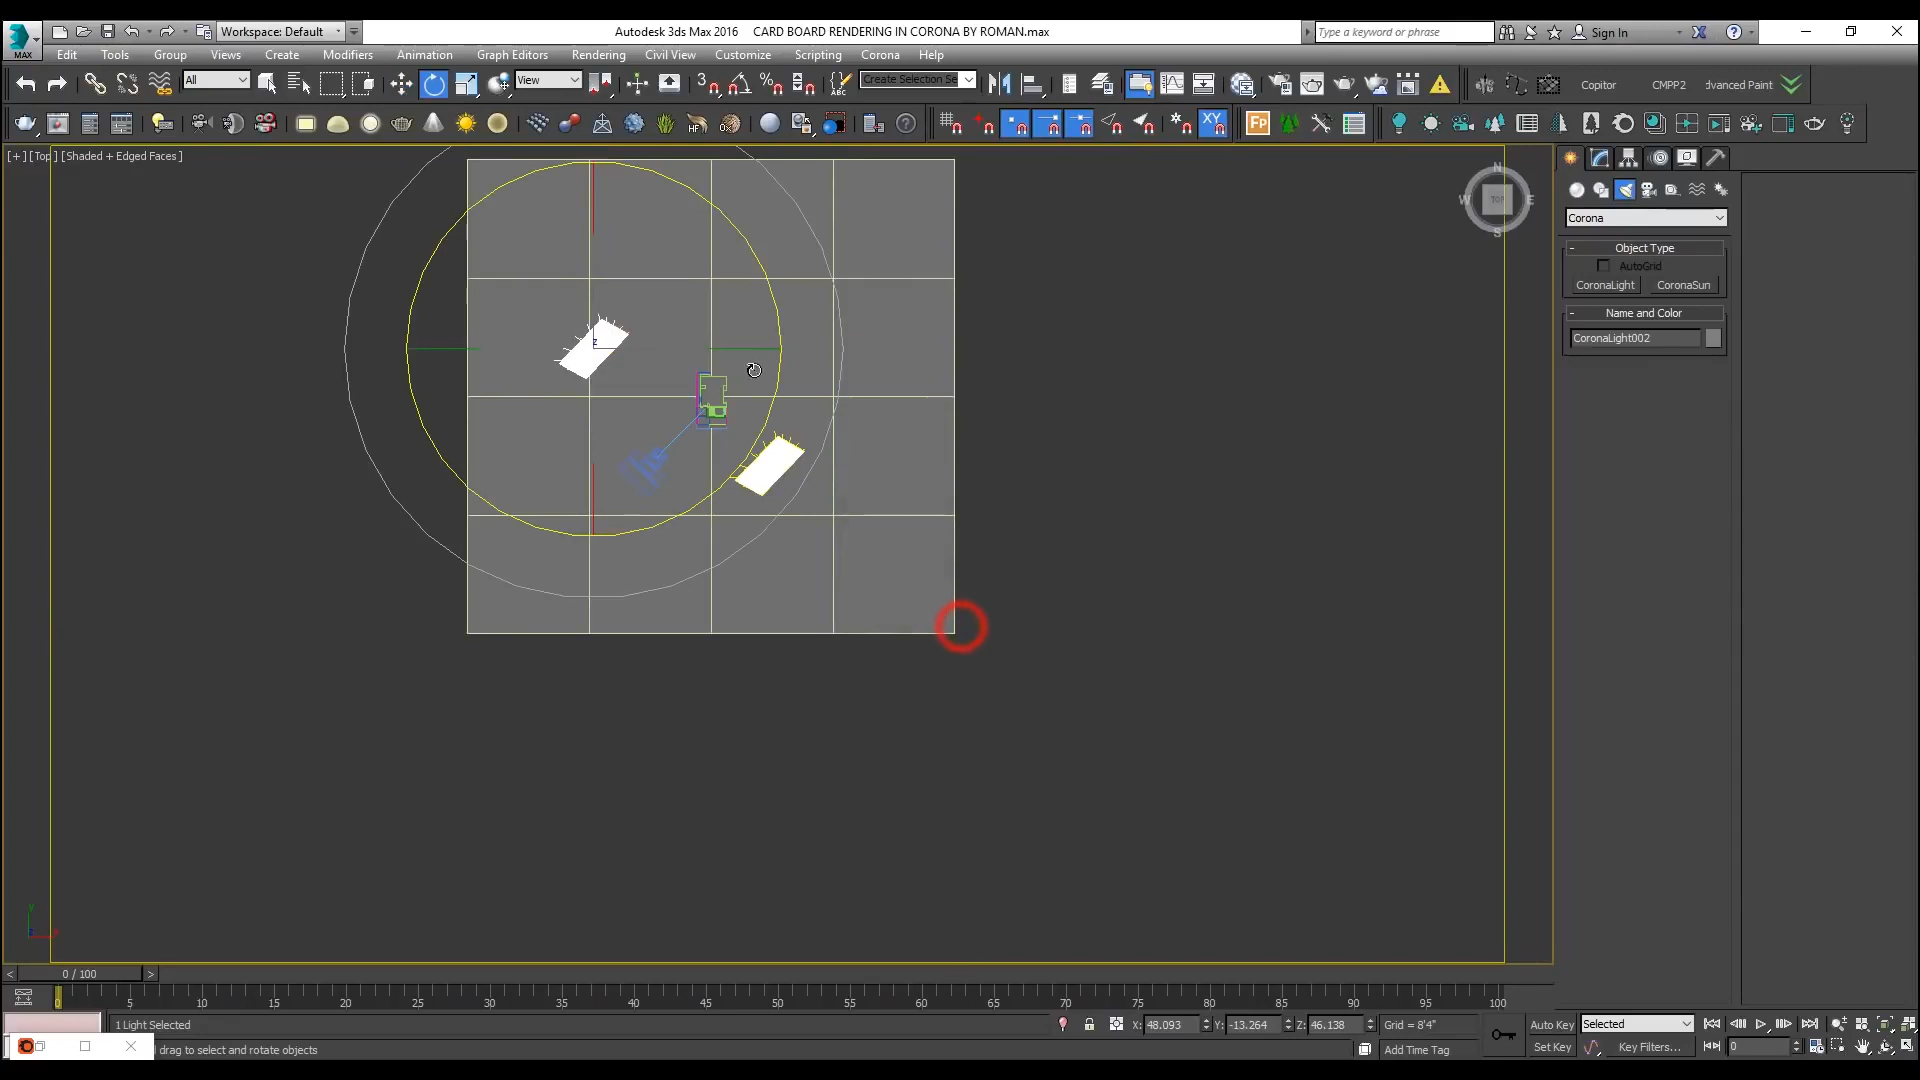 Workspace: Default
Autodesk 3ds Max 2016 CARD BOARD RENDERING IN CORONA BY ROMAN.max
Type a keyword or phrase
Sign In
MAX
Edit Tools Group Views Create Modifiers Animation Graph Editors Rendering Civil View Customize Scripting Corona Help
All
View
Create Selection Se
Copitor
CMPP2
dvanced Paint
XY
[+] [Top] [Shaded + Edged Faces]
N
W TOP E
S
Corona
Object Type
AutoGrid
CoronaLight CoronaSun
Name and Color
CoronaLight002
z
y
x
0 / 100
0 5 10 15 20 25 30 35 40 45 50 55 60 65 70 75 80 85 90 95 100
1 Light Selected
X: 48.093 Y: -13.264 Z: 46.138 Grid = 8'4"
Auto Key Selected
drag to select and rotate objects
Add Time Tag
Set Key Key Filters... 0